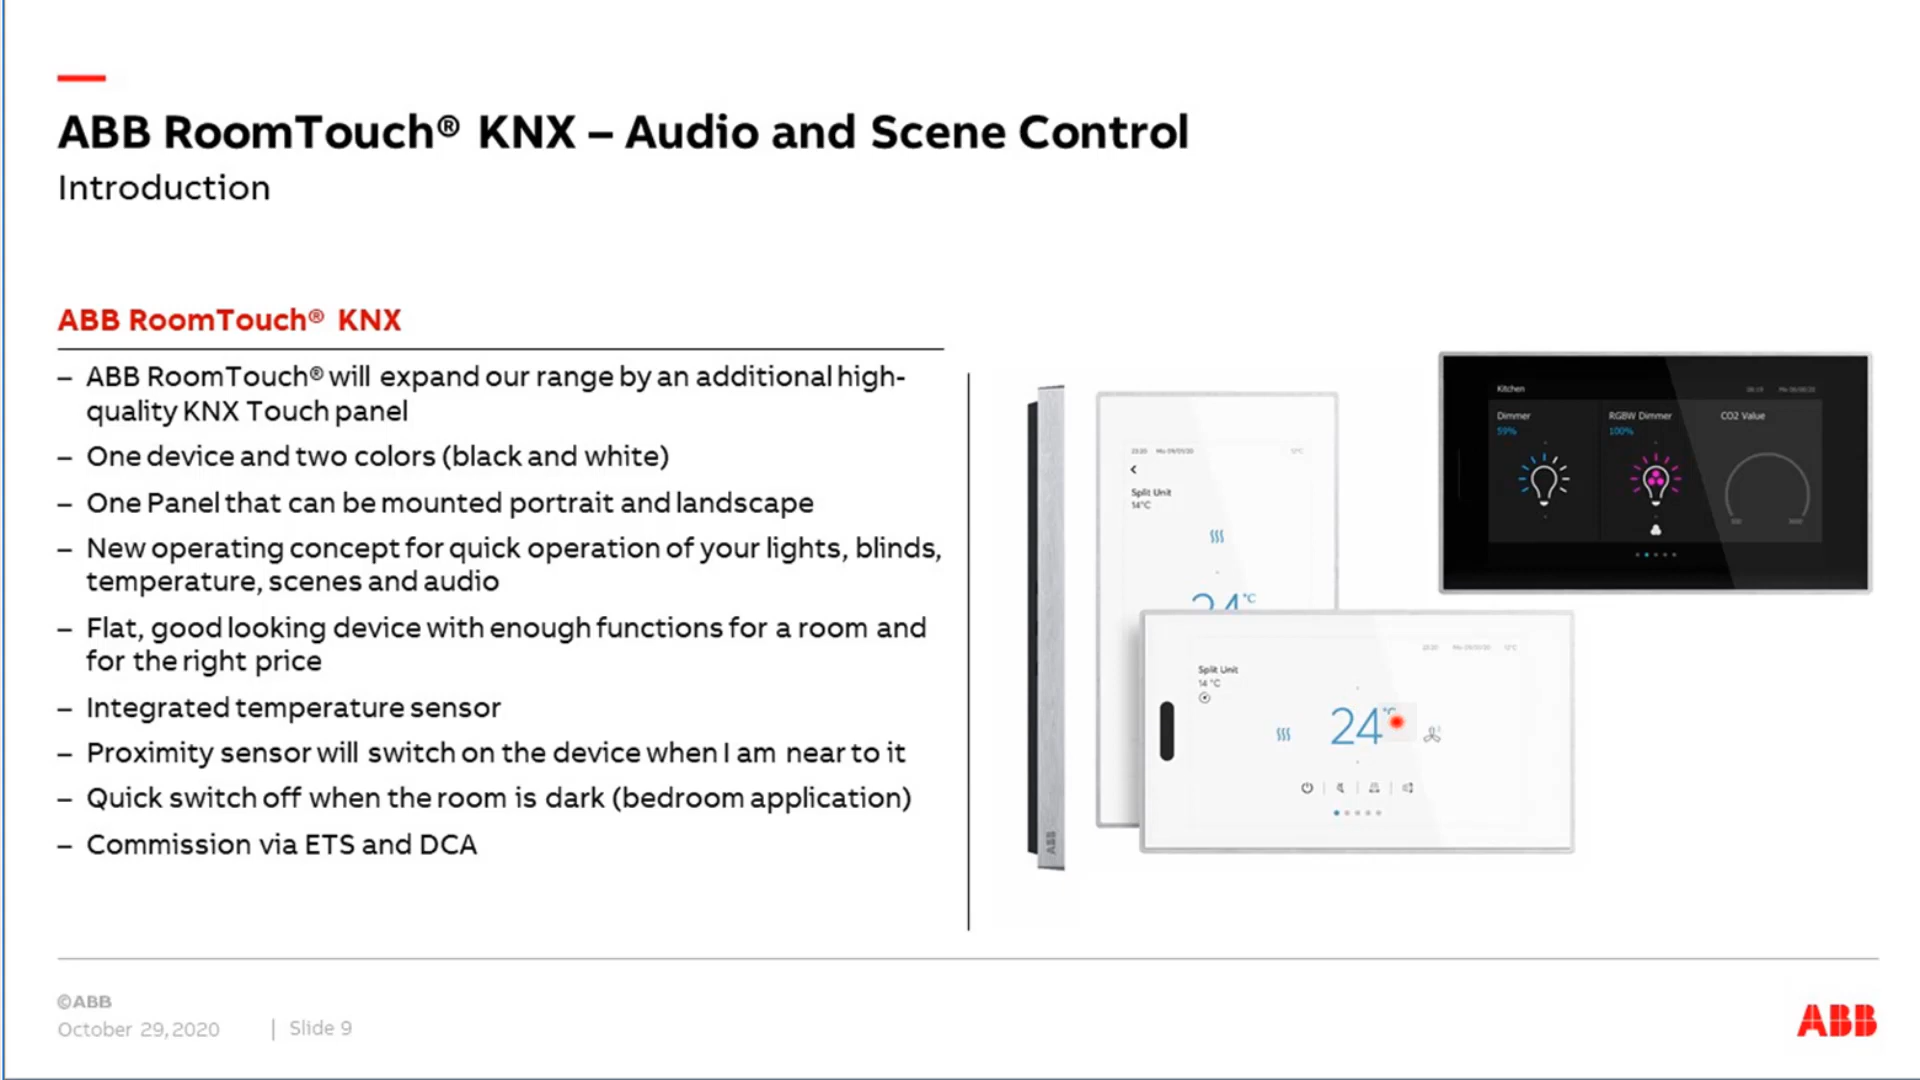 ABB RoomTouch® KNX – Audio and Scene Control
Introduction
ABB RoomTouch® KNX
– ABB RoomTouch® will expand our range by an additional high-
quality KNX Touch panel
– One device and two colors (black and white)
– One Panel that can be mounted portrait and landscape
– New operating concept for quick operation of your lights, blinds,
temperature, scenes and audio
– Flat, good looking device with enough functions for a room and
for the right price
– Integrated temperature sensor
– Proximity sensor will switch on the device when I am near to it
– Quick switch off when the room is dark (bedroom application)
– Commission via ETS and DCA
ABB
Split Unit
14°C
24°C
Kitchen
Dimmer
59%
RGBW Dimmer
100%
CO2 Value
Split Unit
14 °C
24°C
©ABB
October 29, 2020 | Slide 9
ABB